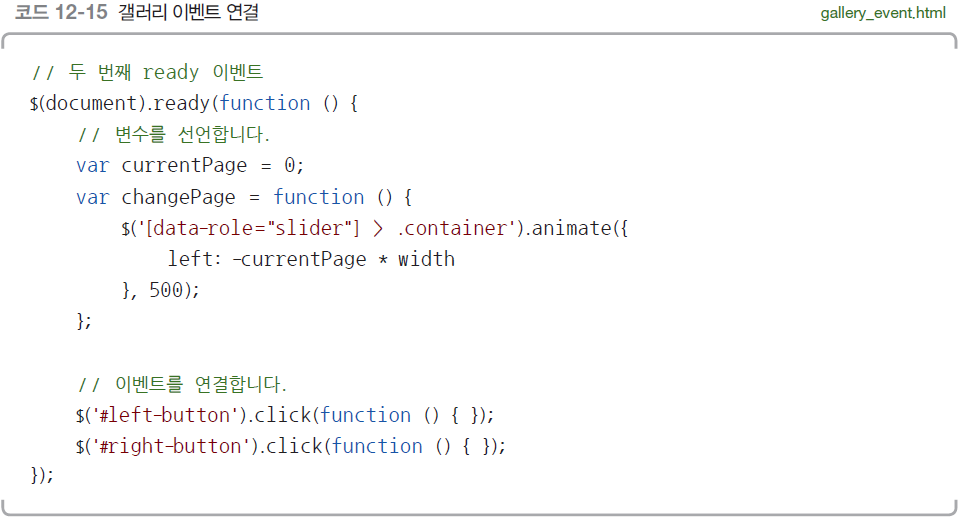 코드 12-15 갤러리 이벤트 연결 gallery_event.html
// 두 번째 ready 이벤트
$(document).ready(function () {
    // 변수를 선언합니다.
    var currentPage = 0;
    var changePage = function () {
        $('[data-role="slider"] > .container').animate({
            left: -currentPage * width
        }, 500);
    };

    // 이벤트를 연결합니다.
    $('#left-button').click(function () { });
    $('#right-button').click(function () { });
});